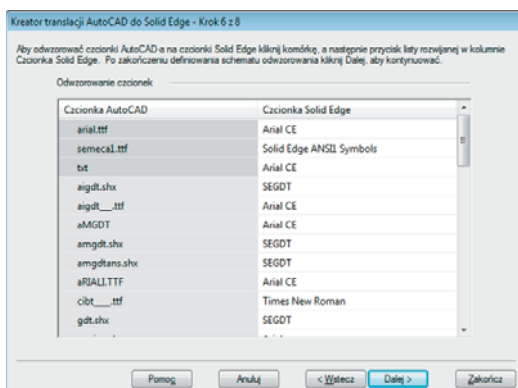 Kreator translacji AutoCAD do Solid Edge - Krok 6 z 8
Aby odwzorować czcionki AutoCAD-a na czcionki Solid Edge kliknij komórkę, a następnie przycisk listy rozwijanej w kolumnie
Czcionka Solid Edge. Po zakończeniu definiowania schematu odwzorowania kliknij Dalej, aby kontynuować.
Odwzorowanie czcionek
Czcionka AutoCAD Czcionka Solid Edge
arial.ttf Arial CE
semeca1.ttf Solid Edge ANSI1 Symbols
txt Arial CE
aigdt.shx SEGDT
aigdt___.ttf Arial CE
aMGDT Arial CE
amgdt.shx SEGDT
amgdtans.shx SEGDT
aRIALI.TTF Arial CE
cibt___.ttf Times New Roman
gdt.shx SEGDT
Pomoc Anuluj < Wstecz Dalej > Zakończ